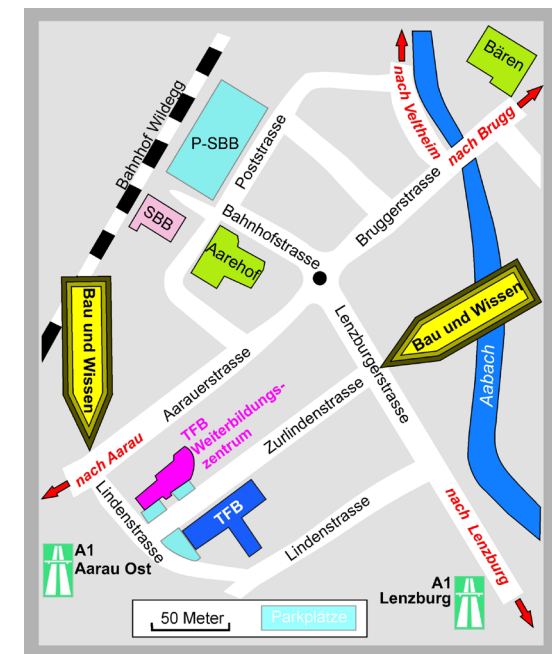 Bären
nach Veltheim
nach Brugg
Bahnhof Wildegg
P-SBB
Poststrasse
SBB
Bahnhofstrasse
Bruggerstrasse
Aarehof
Bau und Wissen
Bau und Wissen
Lenzburgerstrasse
Aabach
Aarauerstrasse
Zurlindenstrasse
TFB
Weiterbildungs-
zentrum
nach Aarau
Lindenstrasse
TFB
Lindenstrasse
nach Lenzburg
A1
Aarau Ost
A1
Lenzburg
50 Meter
Parkplätze